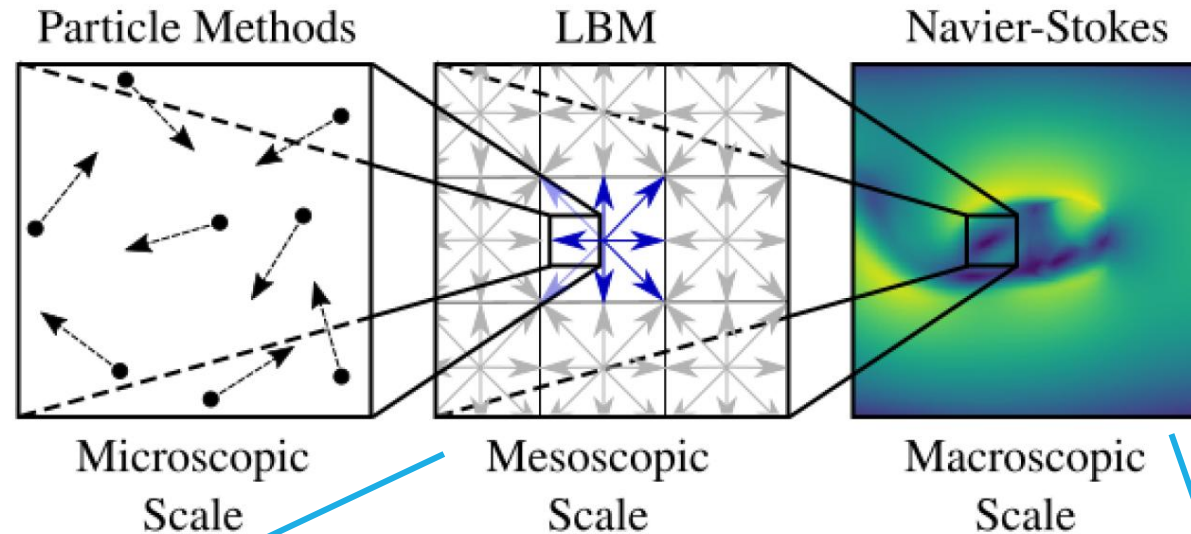 Particle Methods
LBM
Navier-Stokes
Microscopic
Scale
Mesoscopic
Scale
Macroscopic
Scale